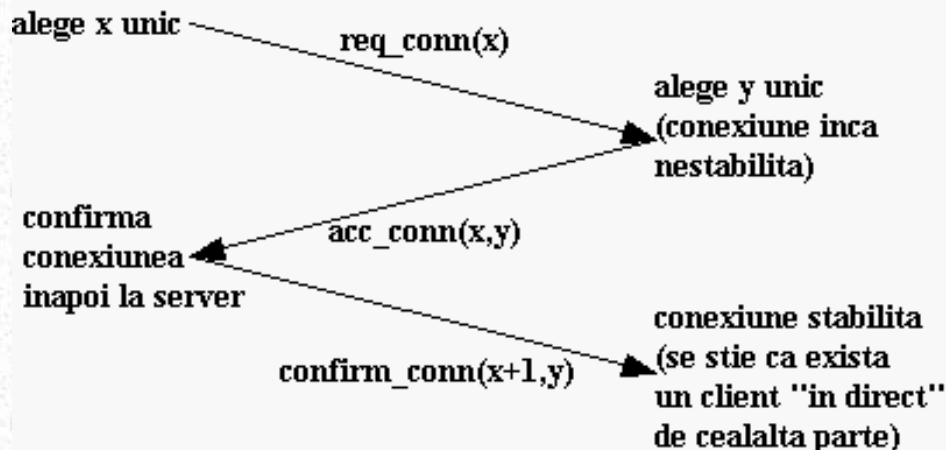 alege x unic
req_conn(x)
alege y unic
(conexiune inca
nestabilita)
acc_conn(x,y)
confirma
conexiunea
inapoi la server
confirm_conn(x+1,y)
conexiune stabilita
(se stie ca exista
un client "in direct"
de cealalta parte)